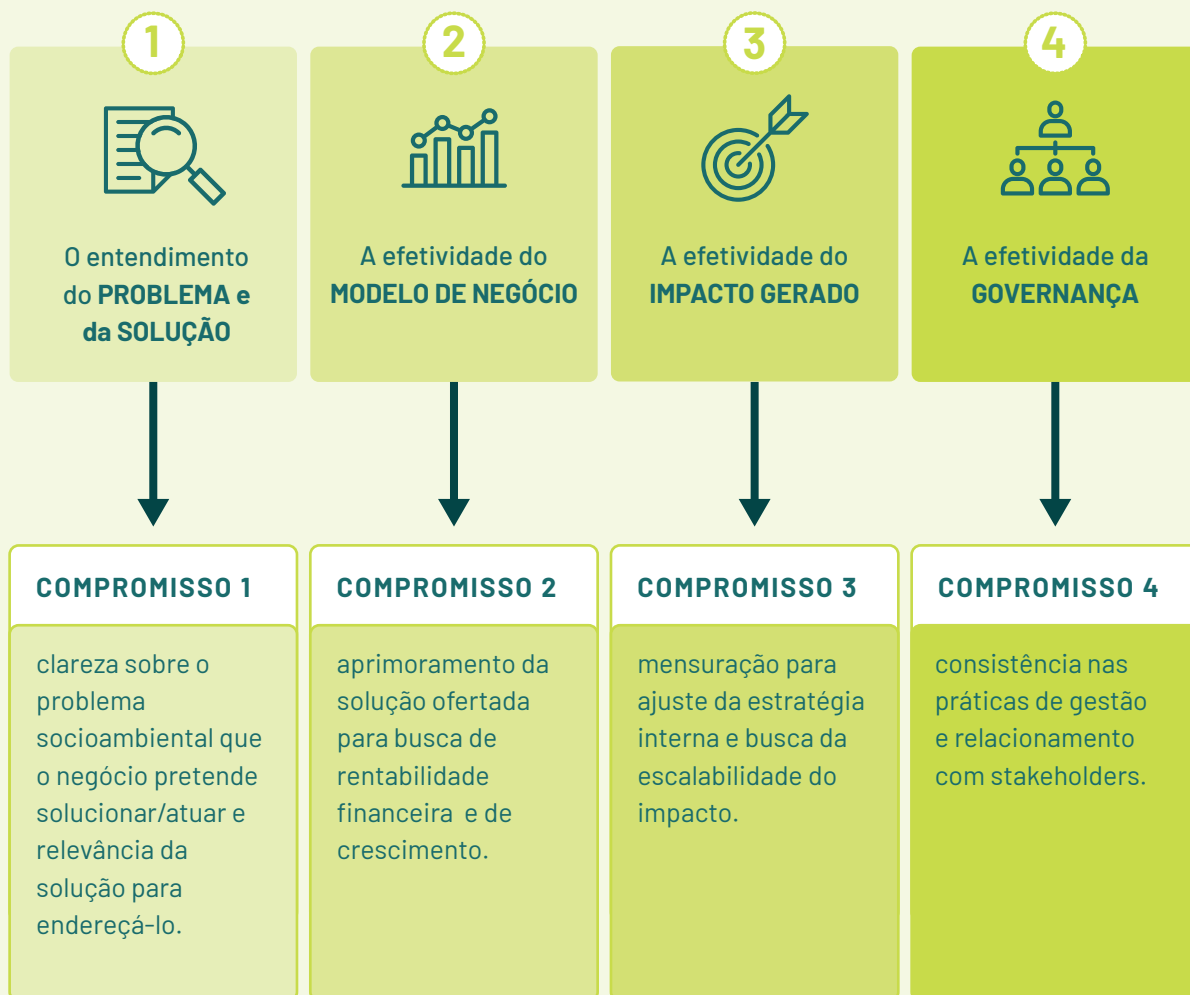 1
O entendimento
do PROBLEMA e
da SOLUÇÃO
2
A efetividade do
MODELO DE NEGÓCIO
3
A efetividade do
IMPACTO GERADO
4
A efetividade da
GOVERNANÇA
COMPROMISSO 1
clareza sobre o
problema
socioambiental que
o negócio pretende
solucionar/atuar e
relevância da
solução para
endereçá-lo.
COMPROMISSO 2
aprimoramento da
solução ofertada
para busca de
rentabilidade
financeira e de
crescimento.
COMPROMISSO 3
mensuração para
ajuste da estratégia
interna e busca da
escalabilidade do
impacto.
COMPROMISSO 4
consistência nas
práticas de gestão
e relacionamento
com stakeholders.